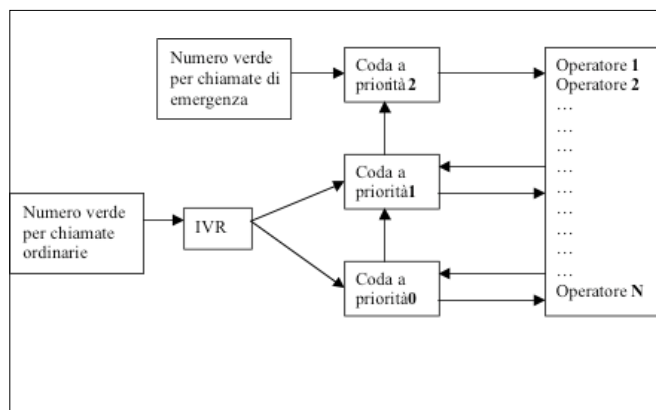 Numero verde
per chiamate di
emergenza
Coda a
priorità 2
Operatore 1
Operatore 2
…
…
…
…
…
…
…
…
…
Operatore N
Coda a
priorità1
Numero verde
per chiamate
ordinarie
IVR
Coda a
priorità0